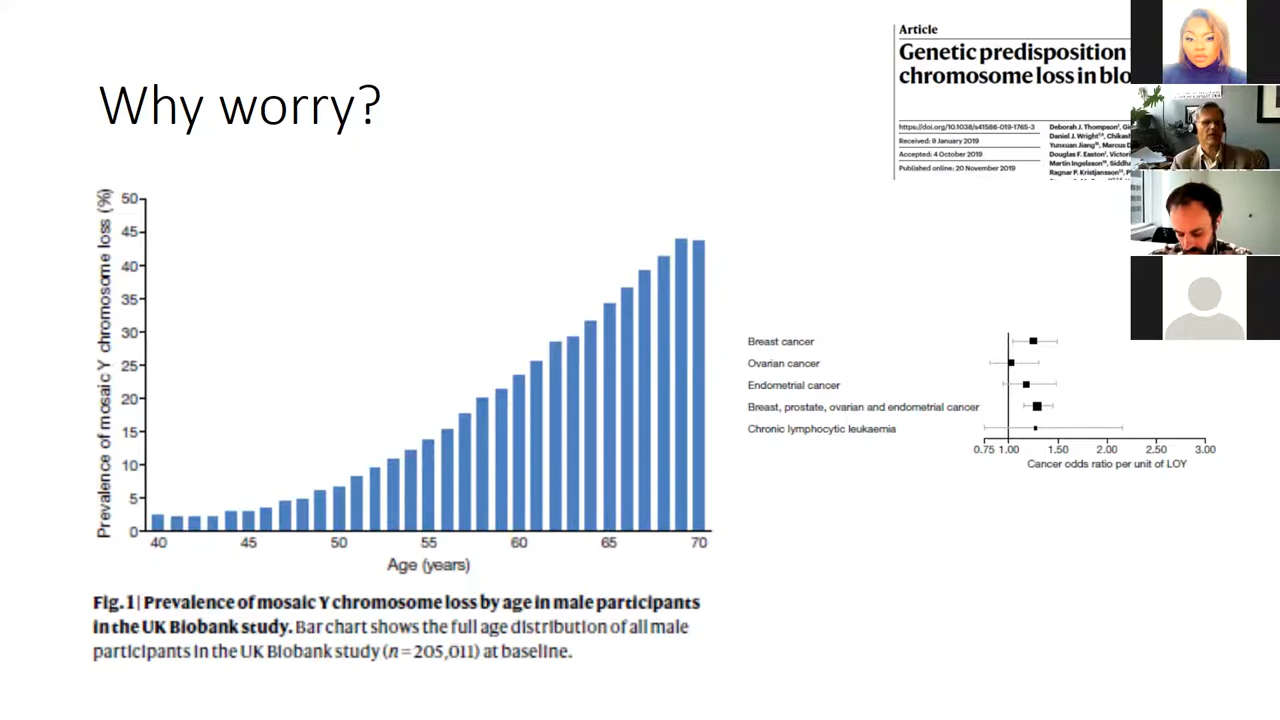 Why worry?
Article
Genetic predisposition
chromosome loss in blo
https://doi.org/10.1038/s41586-019-1765-3
Received: 9 January 2019
Accepted: 4 October 2019
Published online: 20 November 2019
Deborah J. Thompson¹, Gi
Daniel J. Wright¹,⁹, Chikash
Yunxuan Jiang¹⁶, Marcus D
Douglas F. Easton¹, Victori
Martin Ingelsson¹⁰, Siddha
Ragnar P. Kristjansson¹³, P
Prevalence of mosaic Y chromosome loss (%)
50
45
40
35
30
25
20
15
10
5
0
40 45 50 55 60 65 70
Age (years)
Breast cancer
Ovarian cancer
Endometrial cancer
Breast, prostate, ovarian and endometrial cancer
Chronic lymphocytic leukaemia
0.75 1.00 1.50 2.00 2.50 3.00
Cancer odds ratio per unit of LOY
Fig. 1 | Prevalence of mosaic Y chromosome loss by age in male participants
in the UK Biobank study. Bar chart shows the full age distribution of all male
participants in the UK Biobank study (n = 205,011) at baseline.